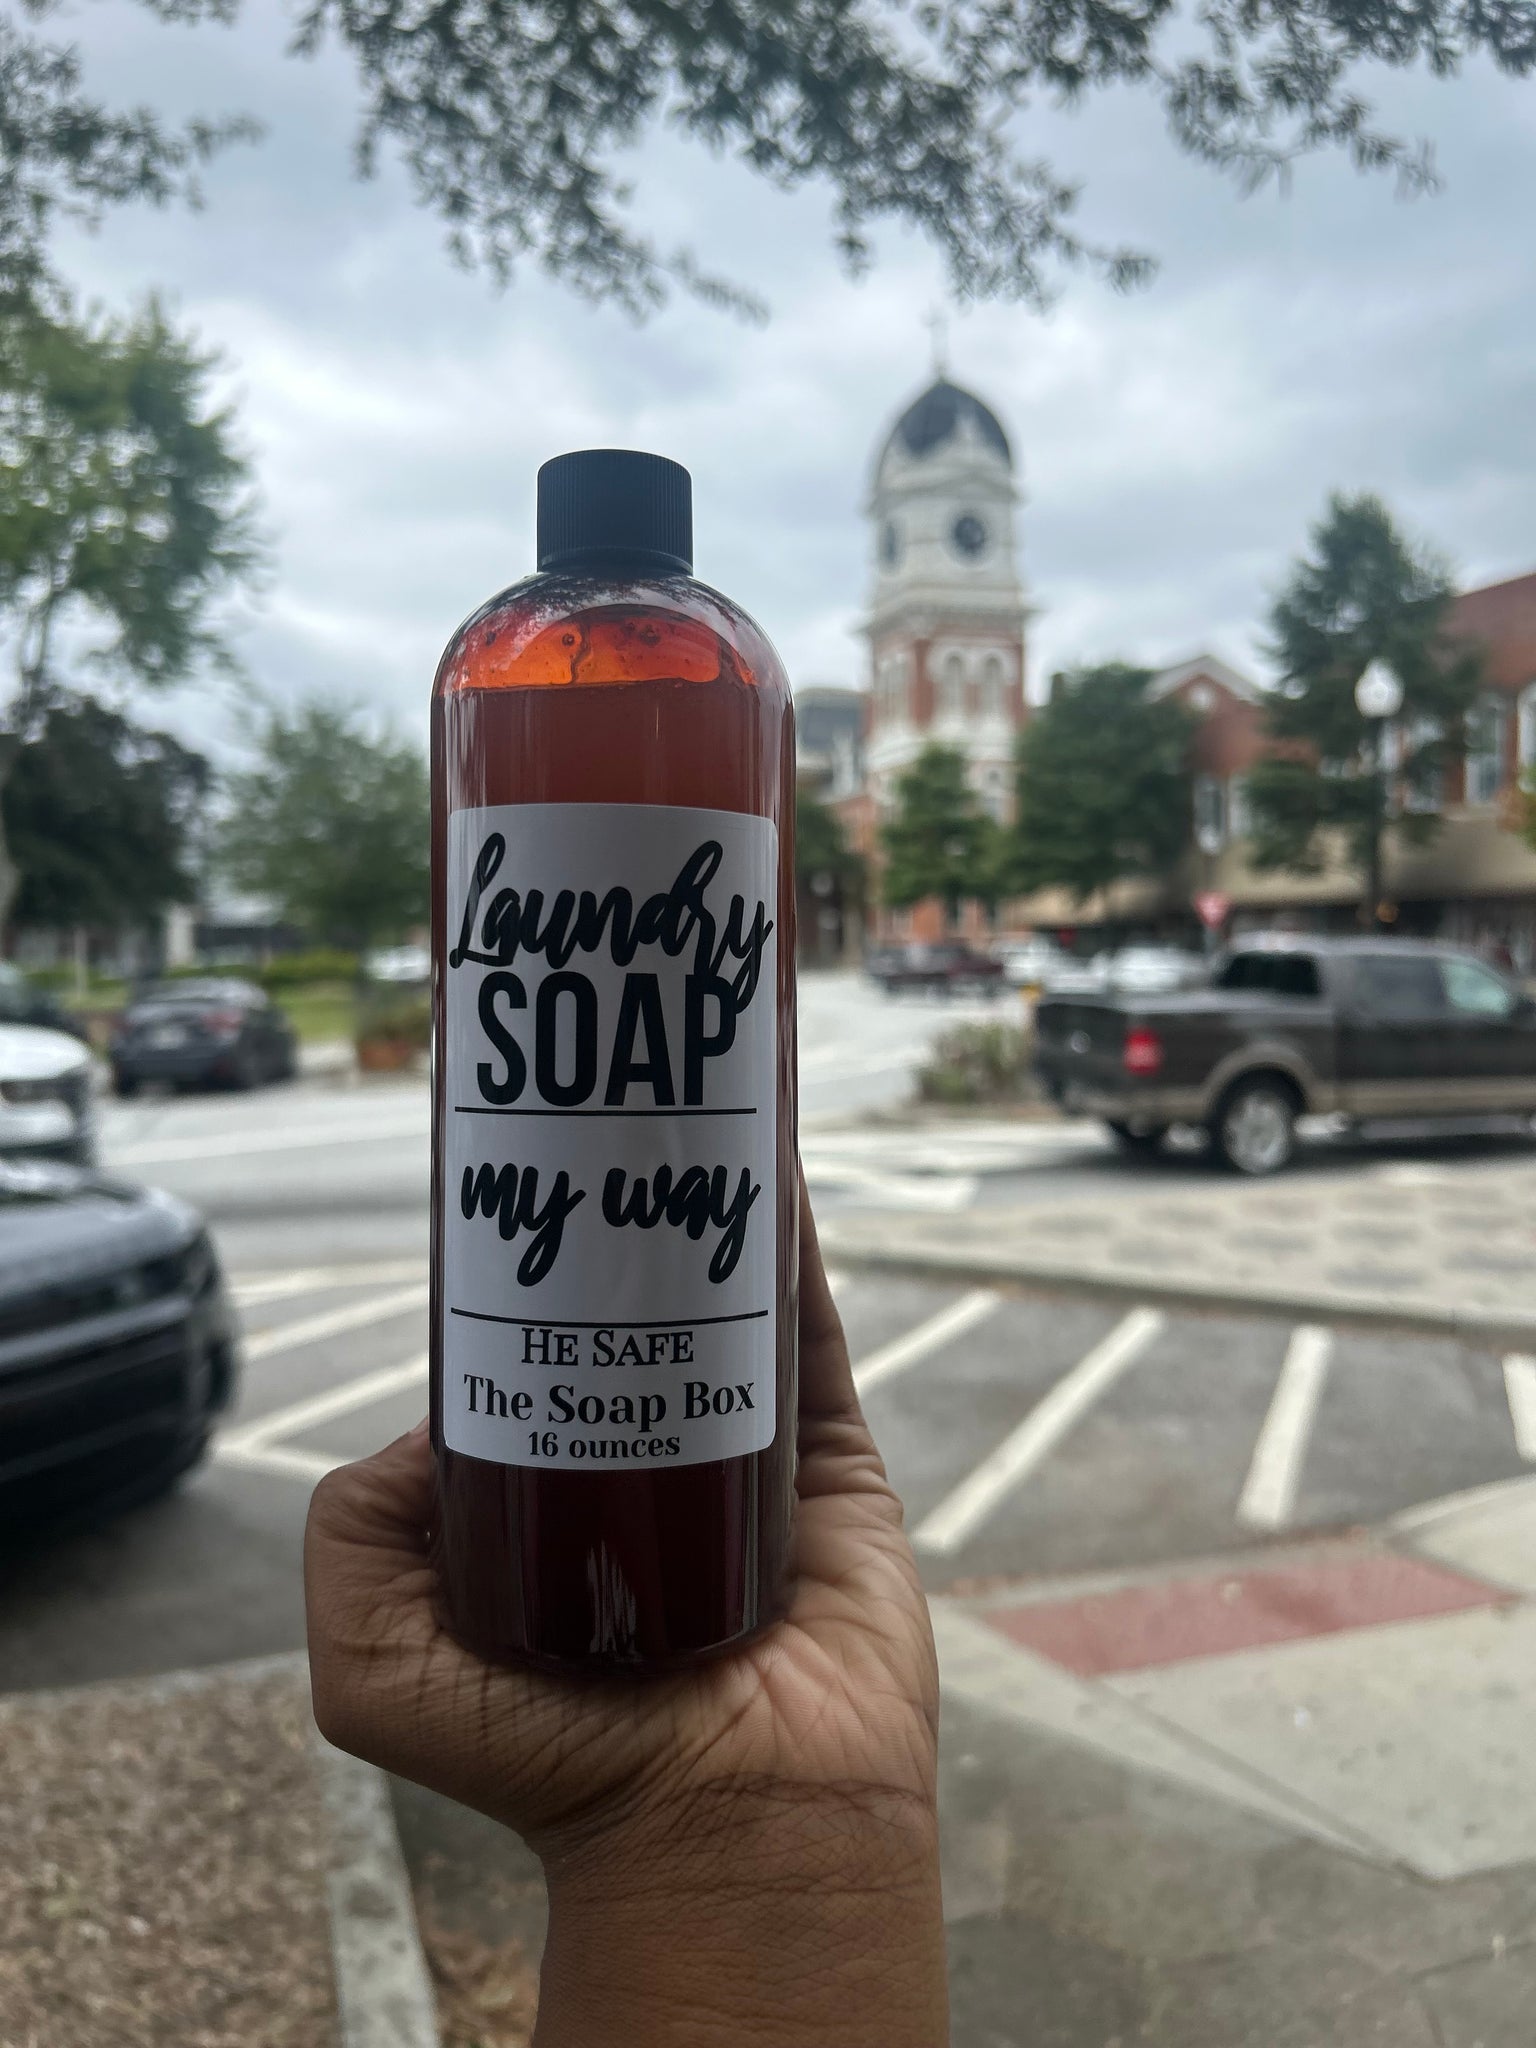 Laundry
SOAP
my way
HE SAFE
The Soap Box
16 ounces